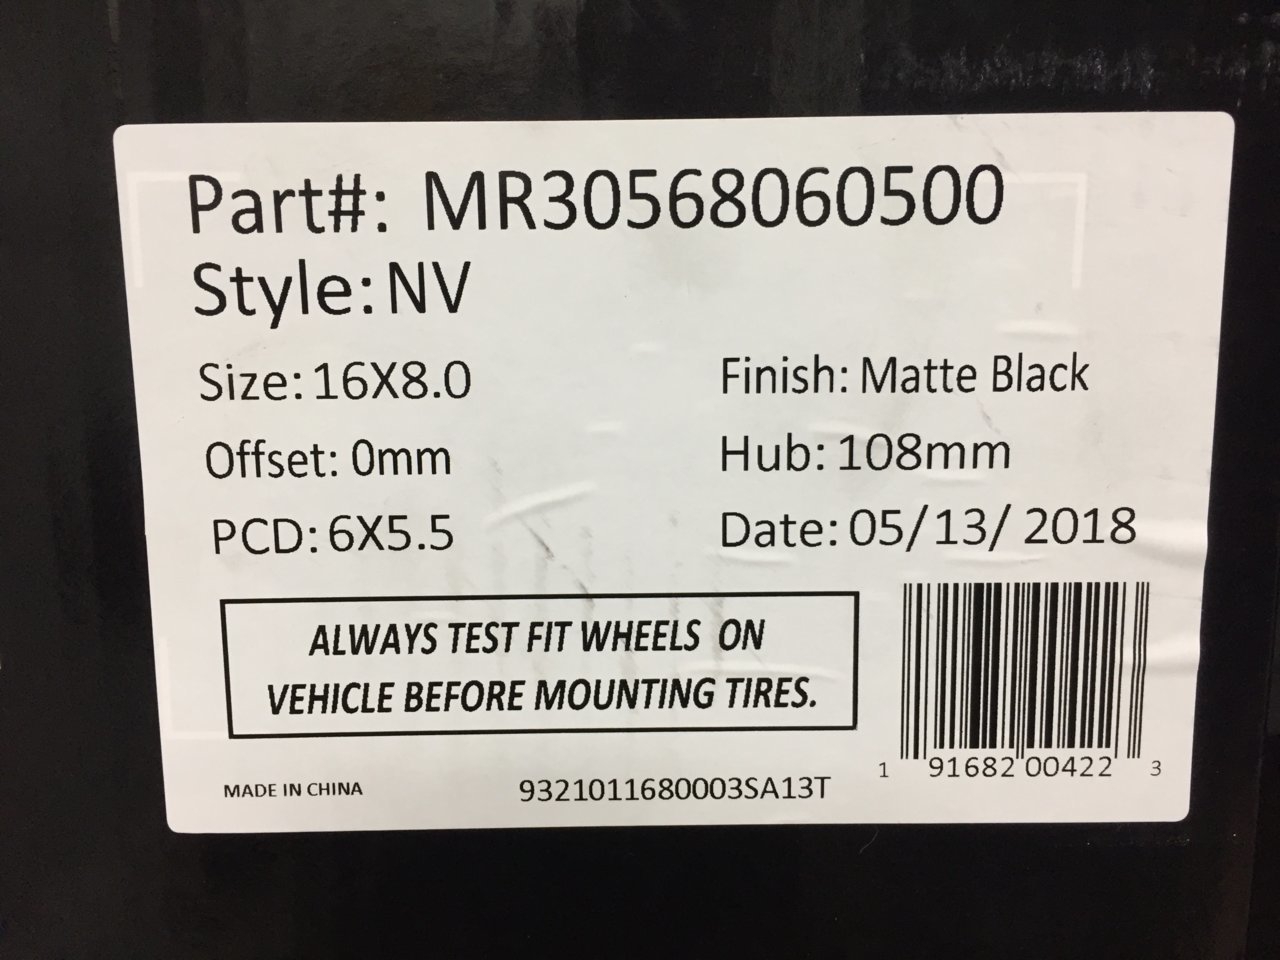 Part#: MR30568060500
Style: NV
Size: 16X8.0
Finish: Matte Black
Offset: 0mm
Hub: 108mm
PCD: 6X5.5
Date: 05/13/ 2018
ALWAYS TEST FIT WHEELS ON
VEHICLE BEFORE MOUNTING TIRES.
1 91682 00422 3
MADE IN CHINA
9321011680003SA13T